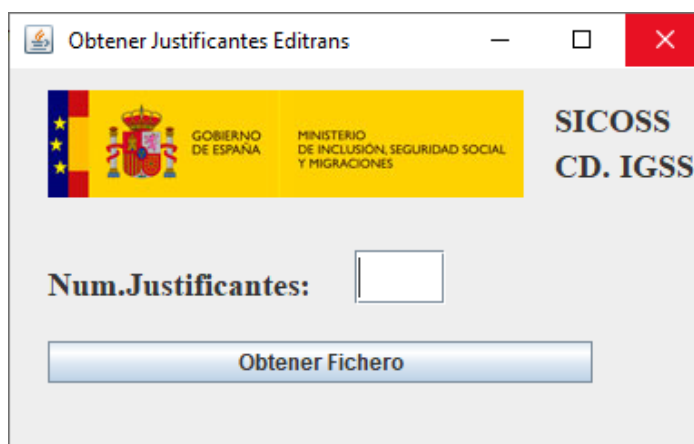 Obtener Justificantes Editrans
GOBIERNO
DE ESPAÑA
MINISTERIO
DE INCLUSIÓN, SEGURIDAD SOCIAL
Y MIGRACIONES
SICOSS
CD. IGSS
Num.Justificantes:
Obtener Fichero